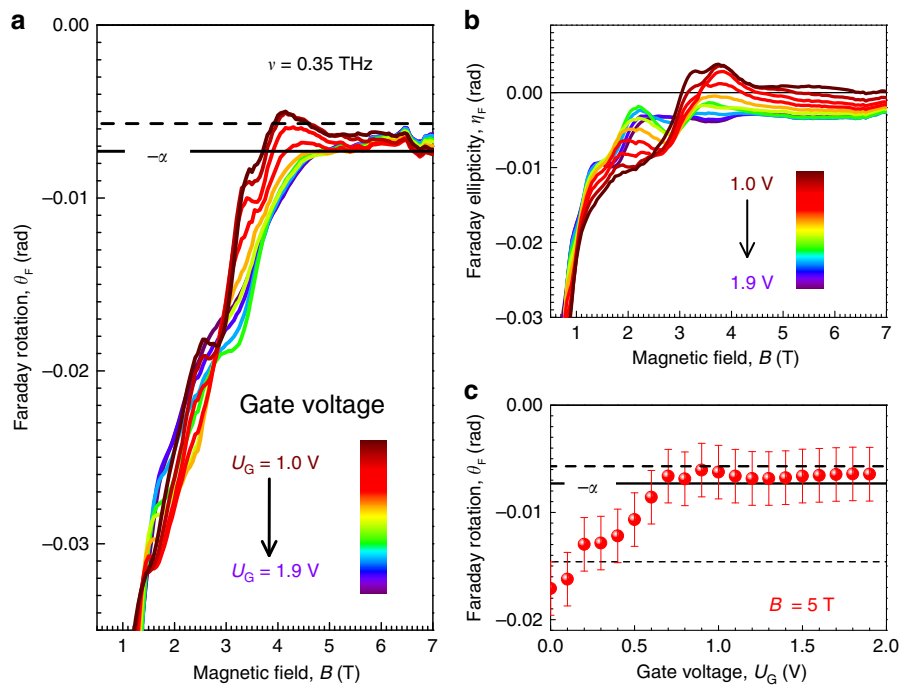 a
0.00
−0.01
−0.02
−0.03
Faraday rotation, θF (rad)
ν = 0.35 THz
−α
Gate voltage
UG = 1.0 V
UG = 1.9 V
1 2 3 4 5 6 7
Magnetic field, B (T)
b
0.00
−0.01
−0.02
−0.03
Faraday ellipticity, ηF (rad)
1.0 V
1.9 V
1 2 3 4 5 6 7
Magnetic field, B (T)
c
0.00
−0.01
−0.02
Faraday rotation, θF (rad)
−α
B = 5 T
0.0 0.5 1.0 1.5 2.0
Gate voltage, UG (V)